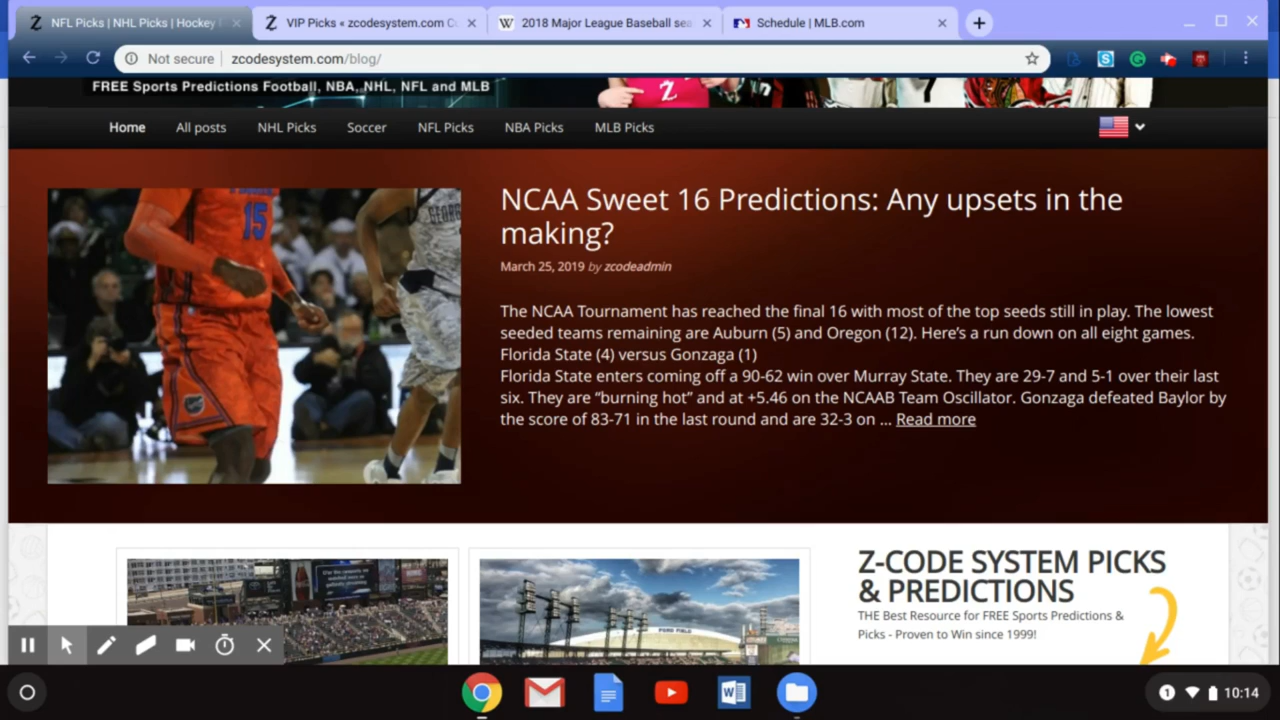 NFL Picks | NHL Picks | Hockey
VIP Picks « zcodesystem.com
2018 Major League Baseball sea
Schedule | MLB.com
Not secure
zcodesystem.com/blog/
FREE Sports Predictions Football, NBA, NHL, NFL and MLB
Home
All posts
NHL Picks
Soccer
NFL Picks
NBA Picks
MLB Picks
NCAA Sweet 16 Predictions: Any upsets in the
making?
March 25, 2019 by zcodeadmin
The NCAA Tournament has reached the final 16 with most of the top seeds still in play. The lowest
seeded teams remaining are Auburn (5) and Oregon (12). Here's a run down on all eight games.
Florida State (4) versus Gonzaga (1)
Florida State enters coming off a 90-62 win over Murray State. They are 29-7 and 5-1 over their last
six. They are “burning hot” and at +5.46 on the NCAAB Team Oscillator. Gonzaga defeated Baylor by
the score of 83-71 in the last round and are 32-3 on ... Read more
15
Z-CODE SYSTEM PICKS
& PREDICTIONS
THE Best Resource for FREE Sports Predictions &
Picks - Proven to Win since 1999!
FORD FIELD
1
10:14